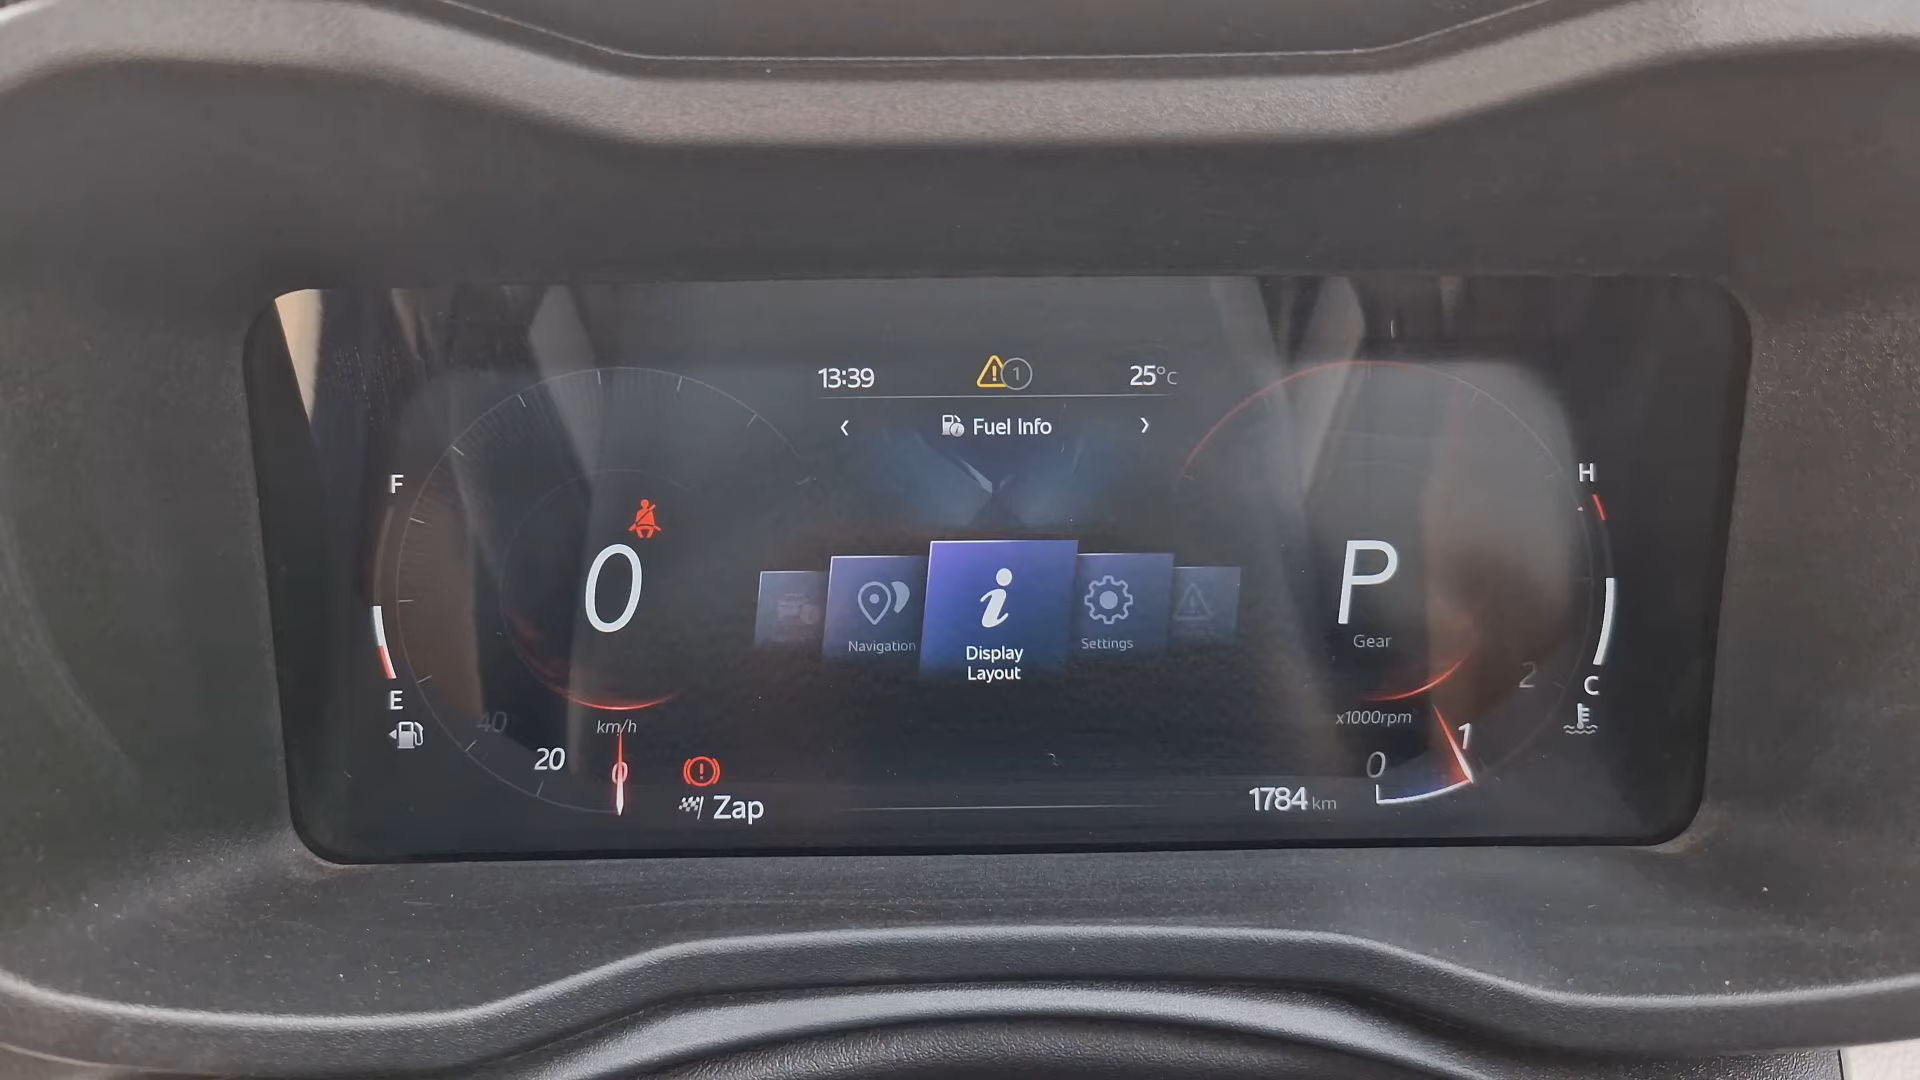 13:39
1
25°C
Fuel Info
F
H
0
P
Gear
Navigation
Display
Layout
Settings
E
C
km/h
x1000rpm
40
20
0
2
1
0
Zap
1784 km